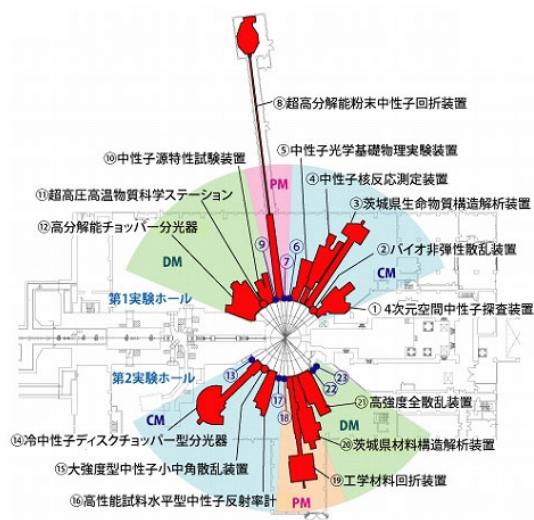 ⑧超高分解能粉末中性子回折装置
⑤中性子光学基礎物理実験装置
⑩中性子源特性試験装置
④中性子核反応測定装置
PM
⑪超高圧高温物質科学ステーション
③茨城県生命物質構造解析装置
⑫高分解能チョッパー分光器
②バイオ非弾性散乱装置
⑨
⑥
⑦
DM
CM
第1実験ホール
①4次元空間中性子探査装置
第2実験ホール
⑬
㉓
⑰
㉒
⑱
㉑高強度全散乱装置
CM
DM
⑭冷中性子ディスクチョッパー型分光器
⑳茨城県材料構造解析装置
⑮大強度型中性子小中角散乱装置
⑲工学材料回折装置
⑯高性能試料水平型中性子反射率計
PM